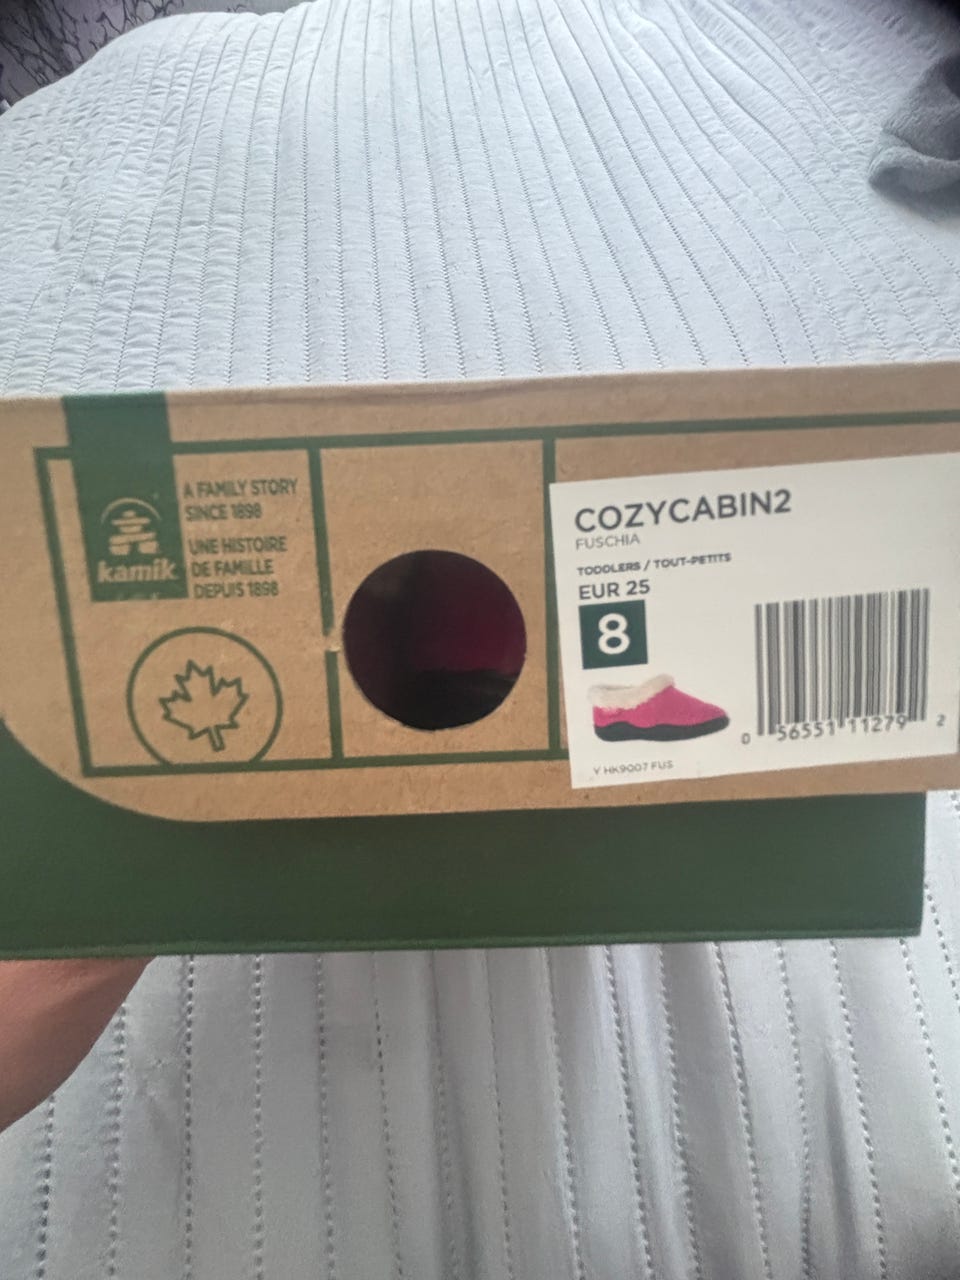 A FAMILY STORY
SINCE 1898
UNE HISTOIRE
DE FAMILLE
DEPUIS 1898
kamik
COZYCABIN2
FUSCHIA
TODDLERS / TOUT-PETITS
EUR 25
8
0 56551 11279 2
Y HK9007 FUS